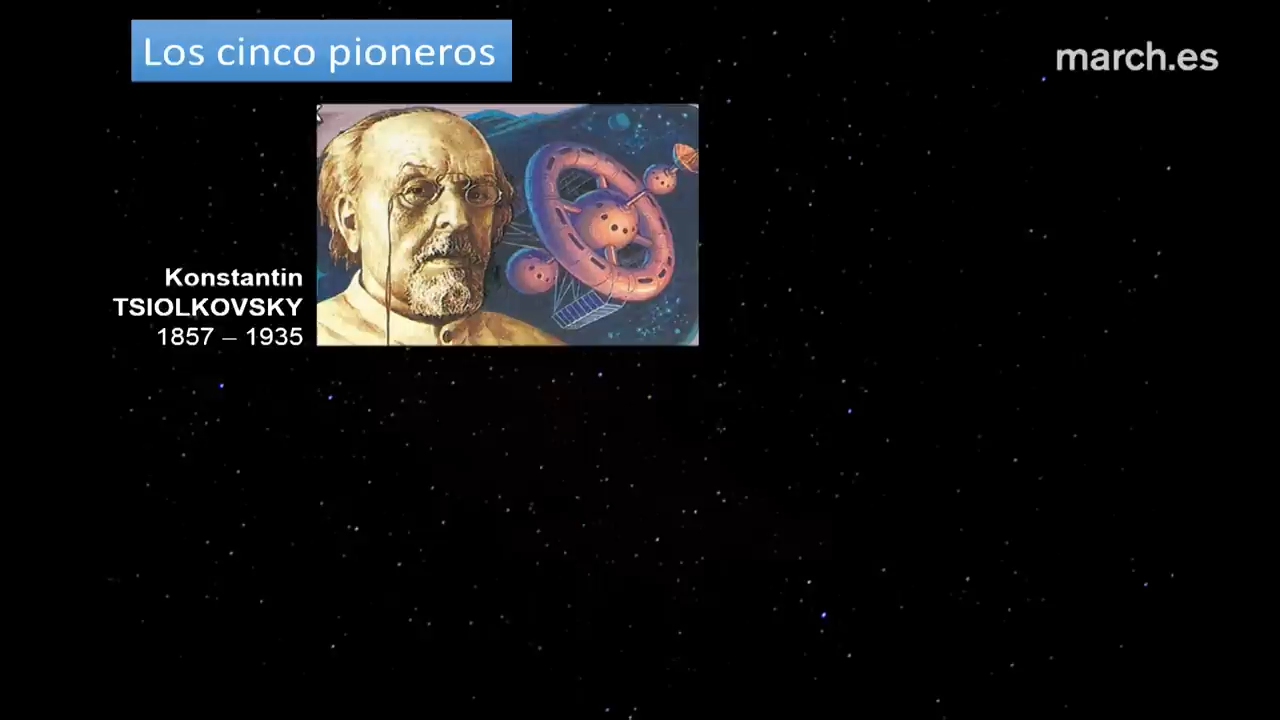 Los cinco pioneros
march.es
Konstantin
TSIOLKOVSKY
1857 – 1935